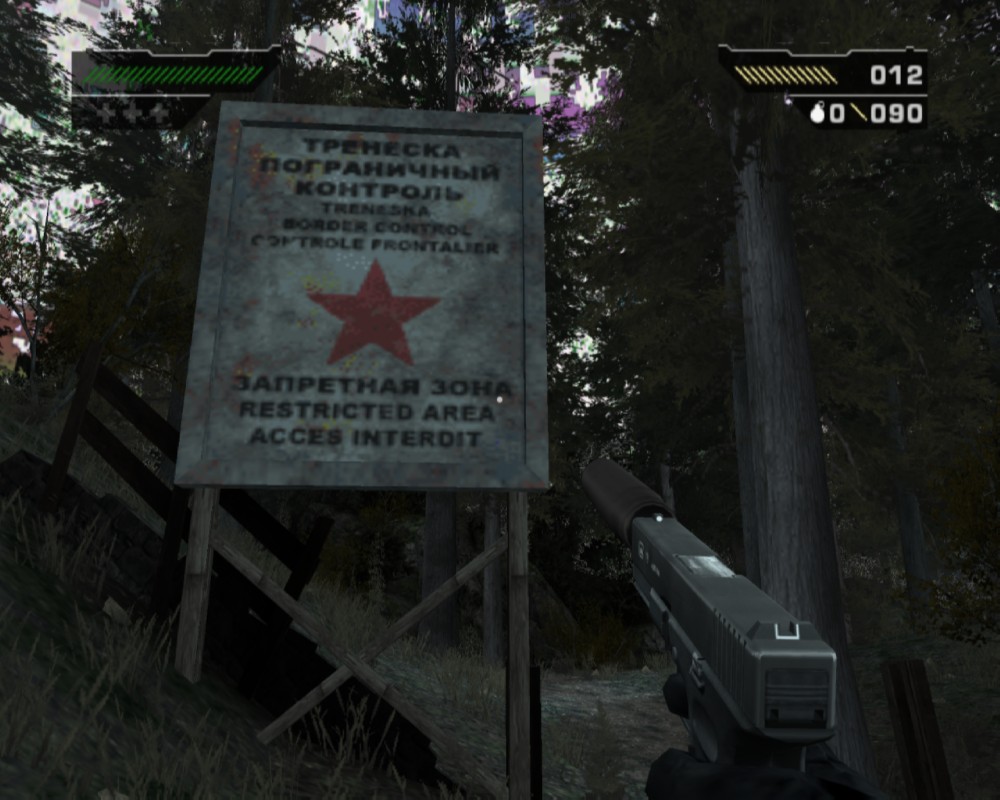 012
0 090
ТРЕНЕСКА
ПОГРАНИЧНЫЙ
КОНТРОЛЬ
TRENESKA
BORDER CONTROL
CONTROLE FRONTALIER
ЗАПРЕТНАЯ ЗОНА
RESTRICTED AREA
ACCES INTERDIT